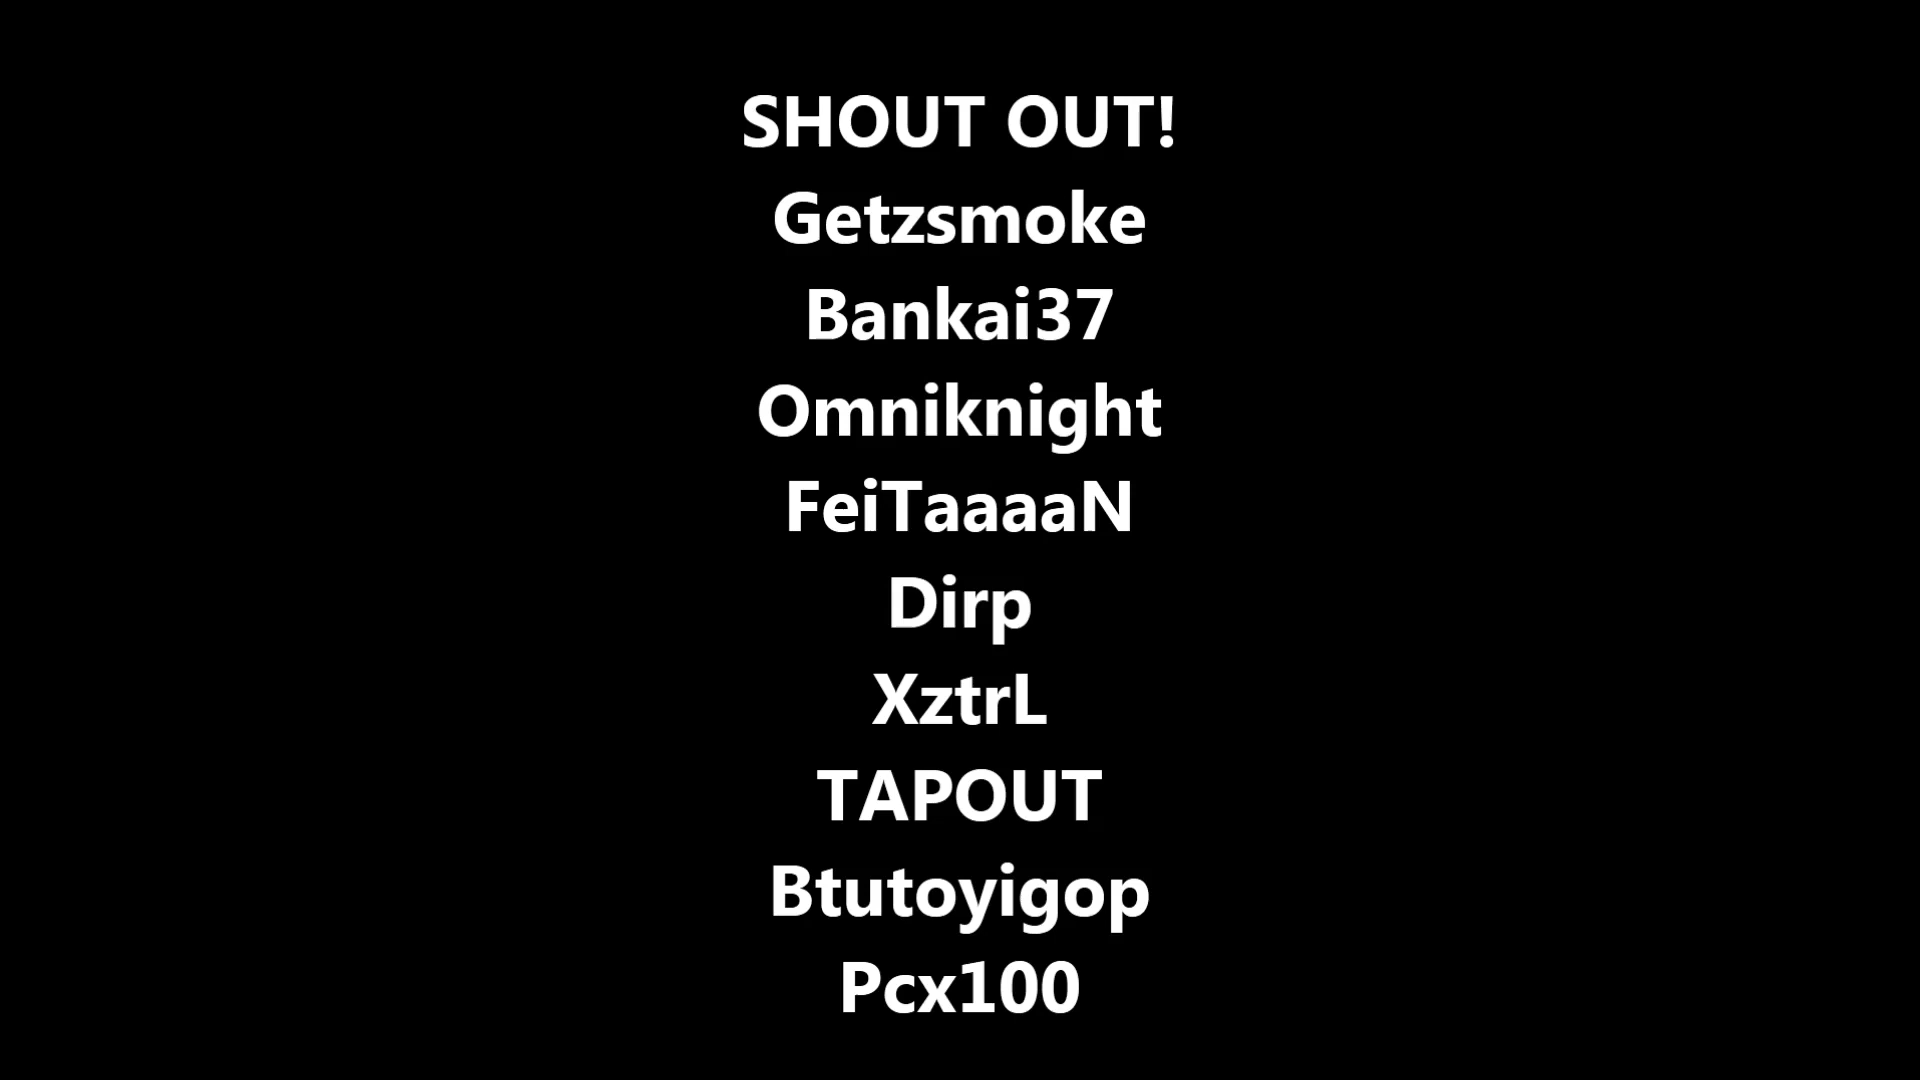 SHOUT OUT!
Getzsmoke
Bankai37
Omniknight
FeiTaaaaN
Dirp
XztrL
TAPOUT
Btutoyigop
Pcx100